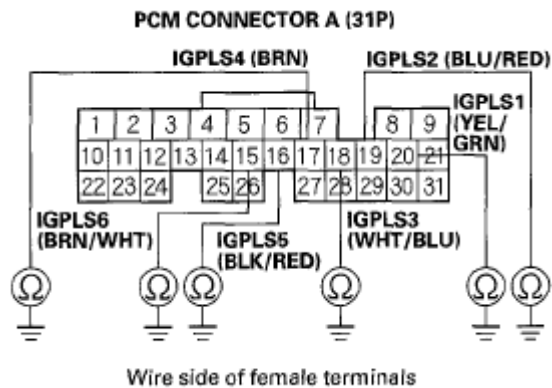 PCM CONNECTOR A (31P)
IGPLS4 (BRN)
IGPLS2 (BLU/RED)
IGPLS1
(YEL/
GRN)
1 2 3 4 5 6 7 8 9
10 11 12 13 14 15 16 17 18 19 20 21
22 23 24 25 26 27 28 29 30 31
IGPLS6
(BRN/WHT)
IGPLS5
(BLK/RED)
IGPLS3
(WHT/BLU)
Ω Ω Ω Ω Ω Ω
Wire side of female terminals